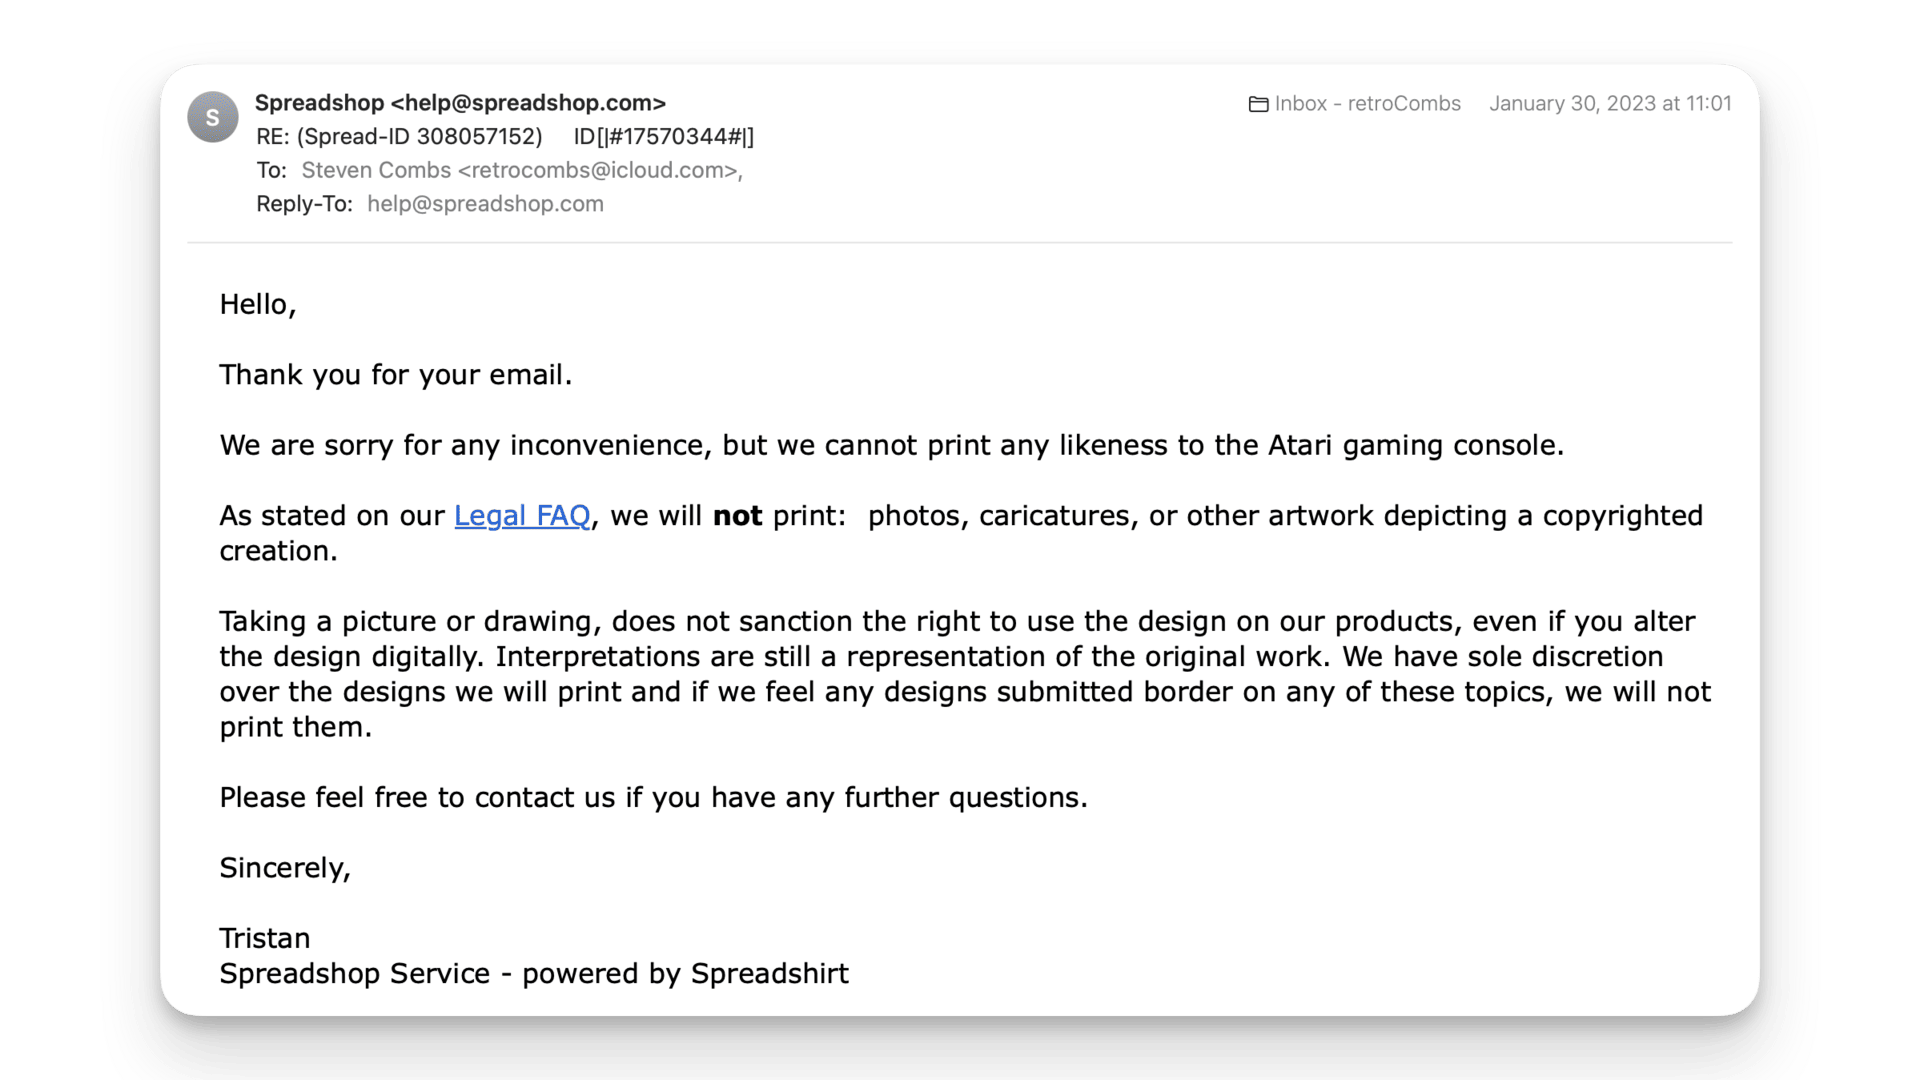 S
Spreadshop <help@spreadshop.com>
Inbox - retroCombs January 30, 2023 at 11:01
RE: (Spread-ID 308057152) ID[|#17570344#|]
To: Steven Combs <retrocombs@icloud.com>,
Reply-To: help@spreadshop.com
Hello,
Thank you for your email.
We are sorry for any inconvenience, but we cannot print any likeness to the Atari gaming console.
As stated on our Legal FAQ, we will not print: photos, caricatures, or other artwork depicting a copyrighted
creation.
Taking a picture or drawing, does not sanction the right to use the design on our products, even if you alter
the design digitally. Interpretations are still a representation of the original work. We have sole discretion
over the designs we will print and if we feel any designs submitted border on any of these topics, we will not
print them.
Please feel free to contact us if you have any further questions.
Sincerely,
Tristan
Spreadshop Service - powered by Spreadshirt